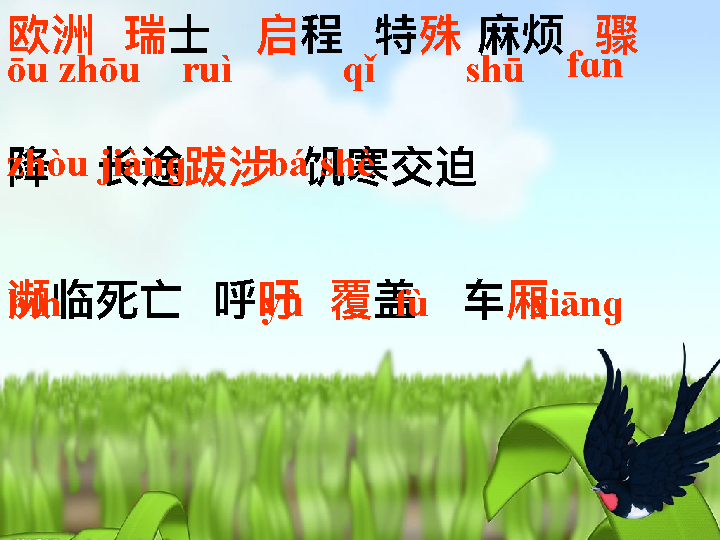 欧洲 瑞士 启程 特殊 麻烦 骤
ōu zhōu ruì qǐ shū fɑn
降 长途跋涉 饥寒交迫
zhòu jiàng bá shè
濒临死亡 呼吁 覆盖 车厢
bīn yù fù xiāng